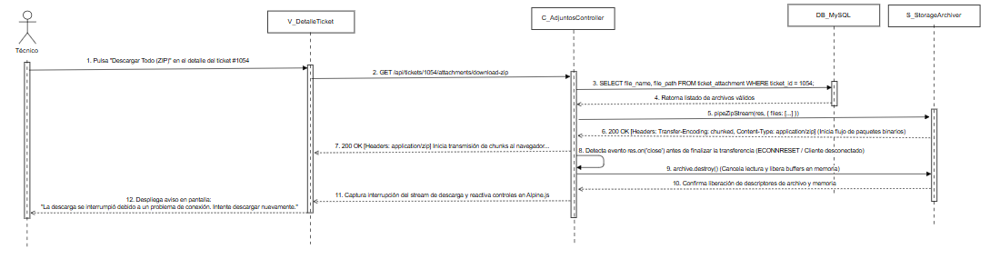 Técnico
V_DetalleTicket
C_AdjuntosController
DB_MySQL
S_StorageArchiver
1. Pulsa "Descargar Todo (ZIP)" en el detalle del ticket #1054
2. GET /api/tickets/1054/attachments/download-zip
3. SELECT file_name, file_path FROM ticket_attachment WHERE ticket_id = 1054;
4. Retorna listado de archivos válidos
5. pipeZipStream(res, { files: [...] })
6. 200 OK [Headers: Transfer-Encoding: chunked, Content-Type: application/zip] (Inicia flujo de paquetes binarios)
7. 200 OK [Headers: application/zip] Inicia transmisión de chunks al navegador...
8. Detecta evento res.on('close') antes de finalizar la transferencia (ECONNRESET / Cliente desconectado)
9. archive.destroy() (Cancela lectura y libera buffers en memoria)
10. Confirma liberación de descriptores de archivo y memoria
11. Captura interrupción del stream de descarga y reactiva controles en Alpine.js
12. Despliega aviso en pantalla:
"La descarga se interrumpió debido a un problema de conexión. Intente descargar nuevamente."